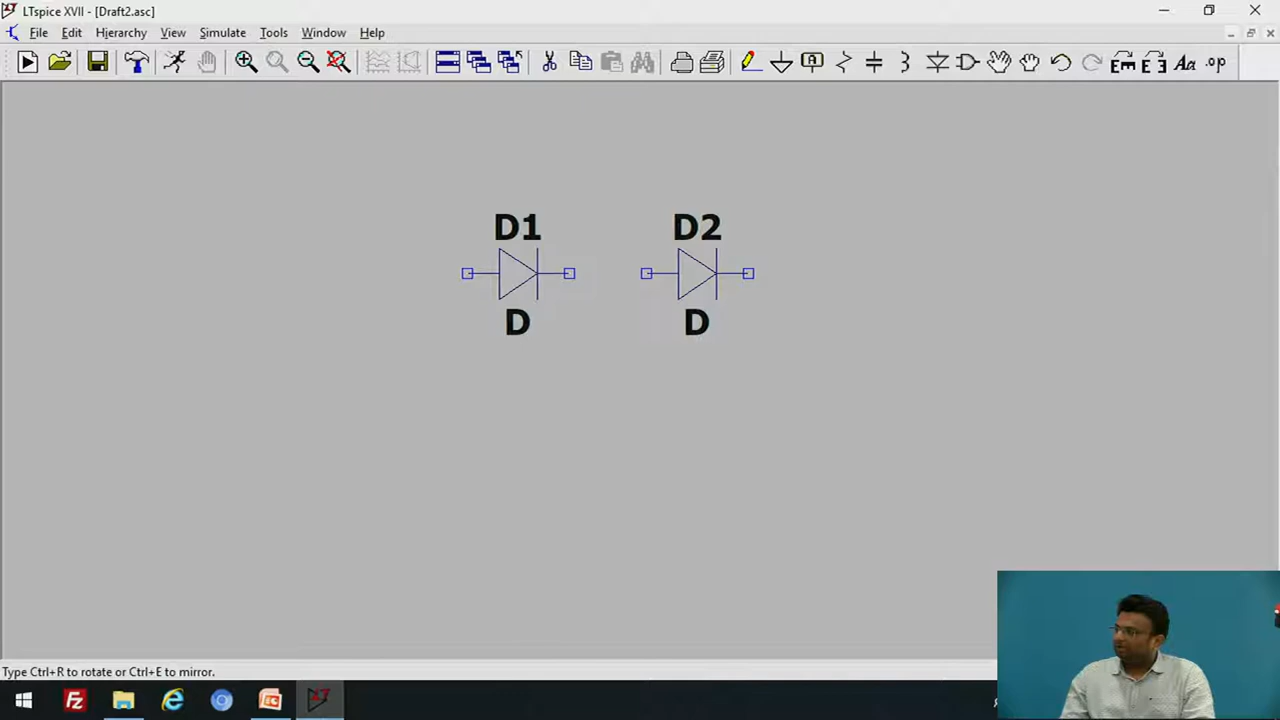 LTspice XVII - [Draft2.asc]
File Edit Hierarchy View Simulate Tools Window Help
Aa .op
D1 D2
D D
Type Ctrl+R to rotate or Ctrl+E to mirror.